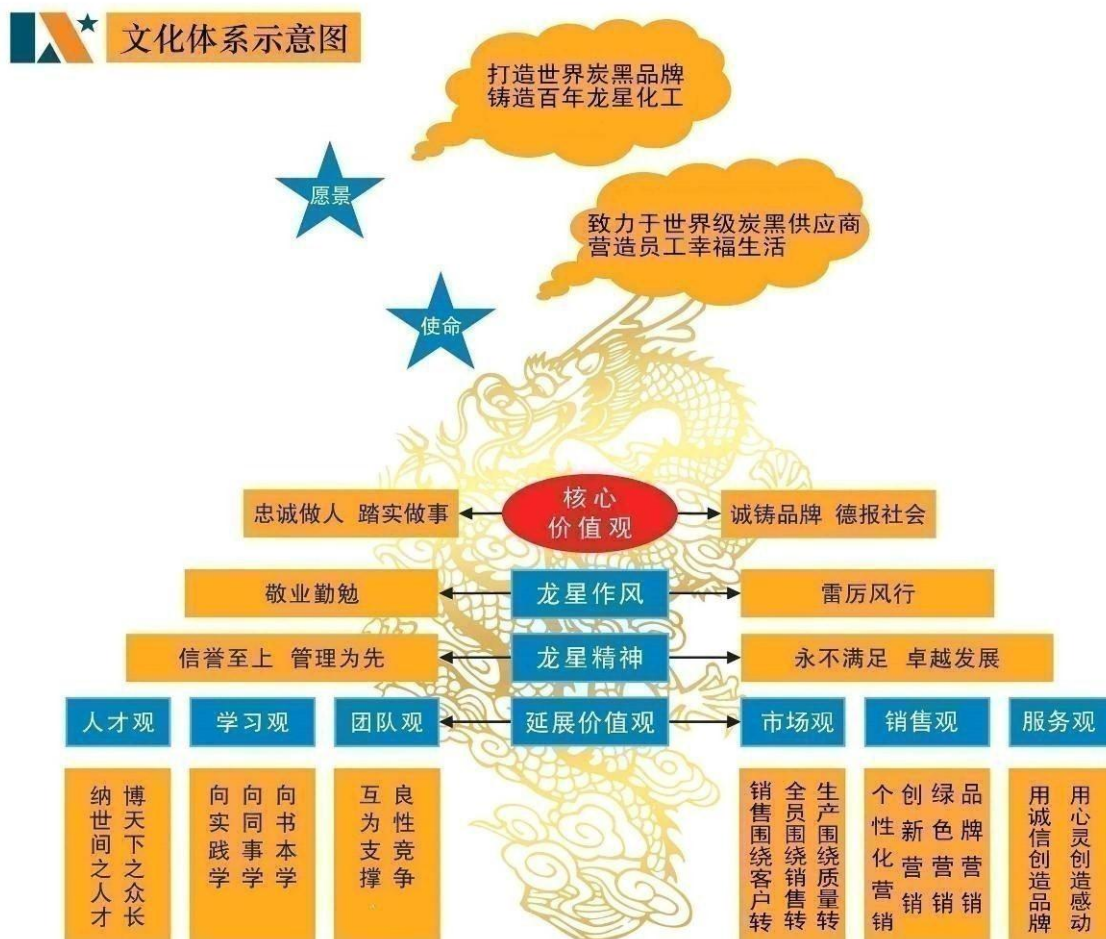 文化体系示意图
打造世界炭黑品牌
铸造百年龙星化工
愿景
致力于世界级炭黑供应商
营造员工幸福生活
使命
忠诚做人 踏实做事
核心
价值观
诚铸品牌 德报社会
敬业勤勉
龙星作风
雷厉风行
信誉至上 管理为先
龙星精神
永不满足 卓越发展
人才观
学习观
团队观
延展价值观
市场观
销售观
服务观
博天下之众长
纳世间之人才
向书本学
向同事学
向实践学
良性竞争
互为支撑
生产围绕质量转
全员围绕销售转
销售围绕客户转
品牌营销
绿色营销
创新营销
个性化营销
用心灵创造感动
用诚信创造品牌